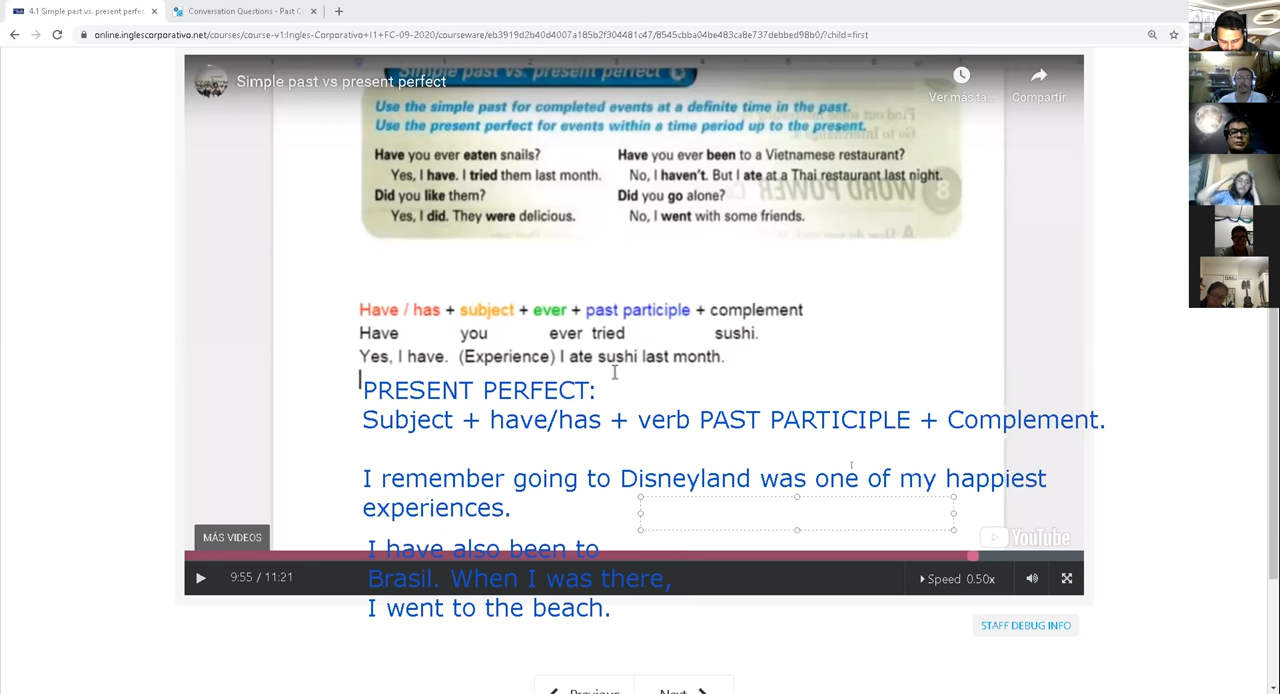 4.1 Simple past vs. present perfec
Conversation Questions - Past C
online.inglescorporativo.net/courses/course-v1:Ingles-Corporativo+I1+FC-09-2020/courseware/eb3919d2b40d4007a185b2f304481c47/8545cbba04be483ca8e737debbed98b0/?child=first
Simple past vs present perfect
Simple past vs. present perfect
Ver más ta...
Compartir
Use the simple past for completed events at a definite time in the past.
Use the present perfect for events within a time period up to the present.
Have you ever eaten snails?
Yes, I have. I tried them last month.
Did you like them?
Yes, I did. They were delicious.
Have you ever been to a Vietnamese restaurant?
No, I haven't. But I ate at a Thai restaurant last night.
Did you go alone?
No, I went with some friends.
WORD POWER
8
Have / has + subject + ever + past participle + complement
Have you ever tried sushi.
Yes, I have. (Experience) I ate sushi last month.
PRESENT PERFECT:
Subject + have/has + verb PAST PARTICIPLE + Complement.
I remember going to Disneyland was one of my happiest
experiences.
MÁS VIDEOS
YouTube
I have also been to
Brasil. When I was there,
I went to the beach.
9:55 / 11:21
Speed 0.50x
STAFF DEBUG INFO
Previous
Next